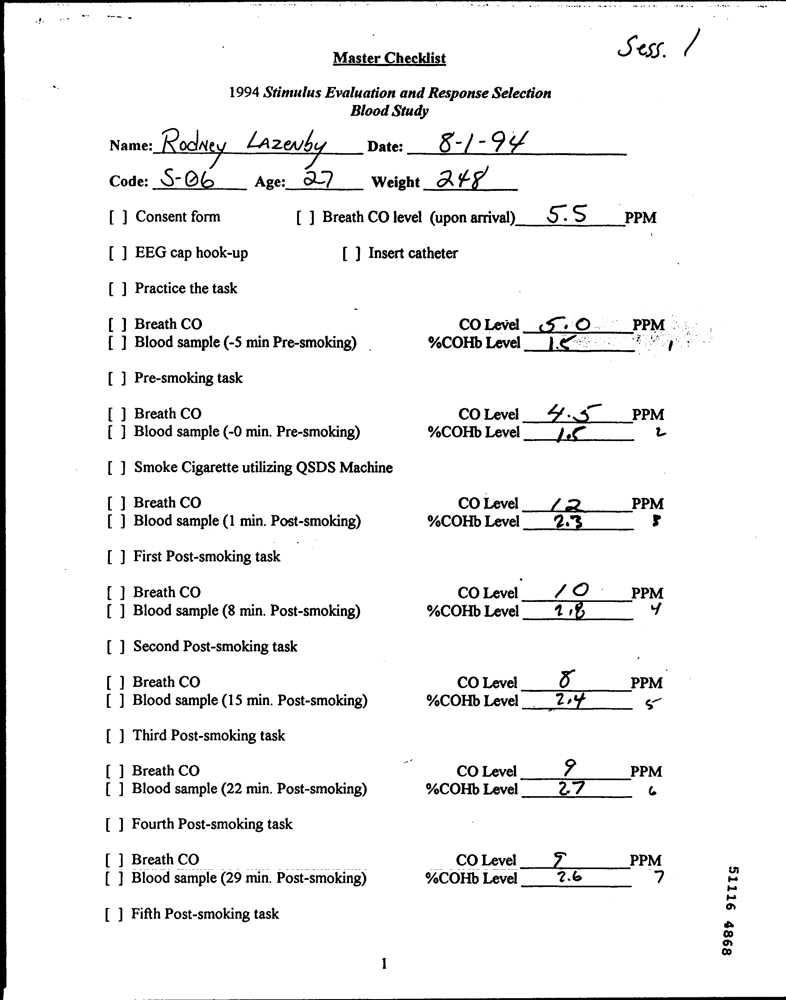 Sess. 1
Master Checklist
1994 Stimulus Evaluation and Response Selection
Blood Study
Name: Rodney Lazenby Date: 8-1-94
Code: S-06 Age: 27 Weight 248
[ ] Consent form [ ] Breath CO level (upon arrival) 5.5 PPM
[ ] EEG cap hook-up [ ] Insert catheter
[ ] Practice the task
[ ] Breath CO CO Level 5.0 PPM
[ ] Blood sample (-5 min Pre-smoking) %COHb Level 1.5 1
[ ] Pre-smoking task
[ ] Breath CO CO Level 4.5 PPM
[ ] Blood sample (-0 min. Pre-smoking) %COHb Level 1.5 2
[ ] Smoke Cigarette utilizing QSDS Machine
[ ] Breath CO CO Level 12 PPM
[ ] Blood sample (1 min. Post-smoking) %COHb Level 2.3 3
[ ] First Post-smoking task
[ ] Breath CO CO Level 10 PPM
[ ] Blood sample (8 min. Post-smoking) %COHb Level 4
[ ] Second Post-smoking task
[ ] Breath CO CO Level 8 PPM
[ ] Blood sample (15 min. Post-smoking) %COHb Level 2.4 5
[ ] Third Post-smoking task
[ ] Breath CO CO Level 9 PPM
[ ] Blood sample (22 min. Post-smoking) %COHb Level 2.7 6
[ ] Fourth Post-smoking task
[ ] Breath CO CO Level PPM
[ ] Blood sample (29 min. Post-smoking) %COHb Level 2.6 7
[ ] Fifth Post-smoking task
1
51116 4868